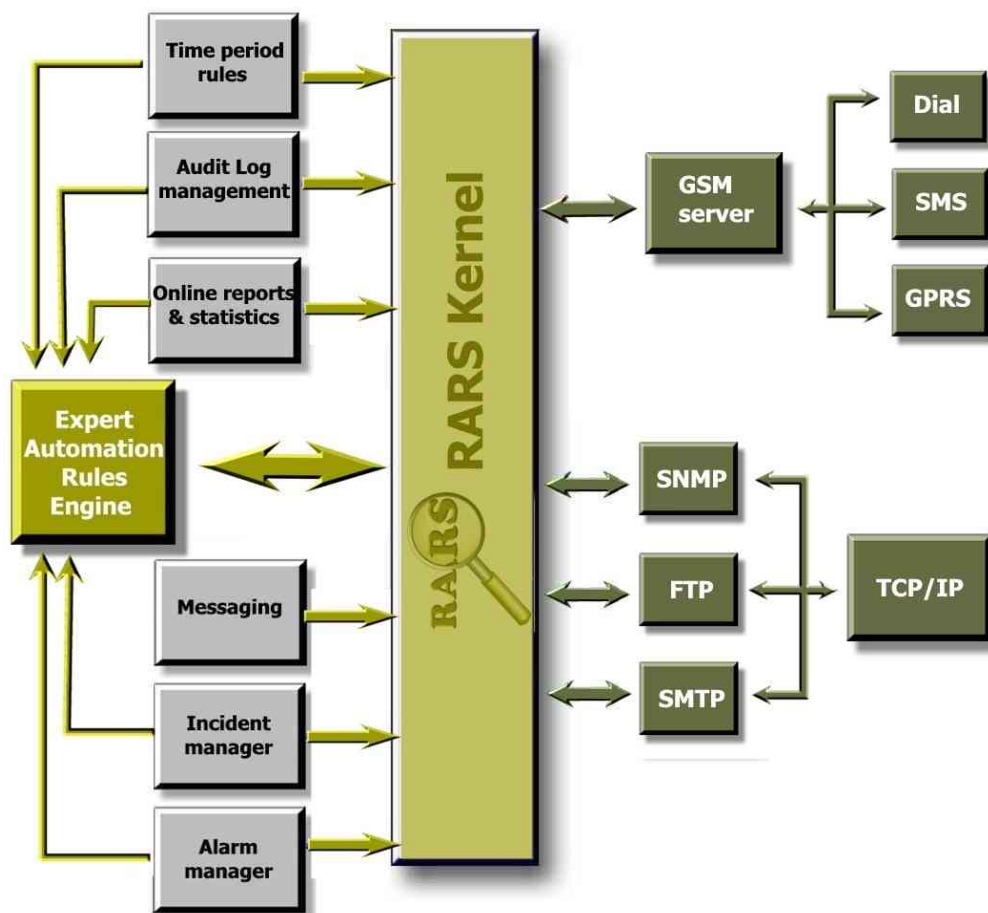 Time period
rules
Audit Log
management
Online reports
& statistics
Expert
Automation
Rules
Engine
Messaging
Incident
manager
Alarm
manager
RARS Kernel
RARS
GSM
server
Dial
SMS
GPRS
SNMP
FTP
SMTP
TCP/IP